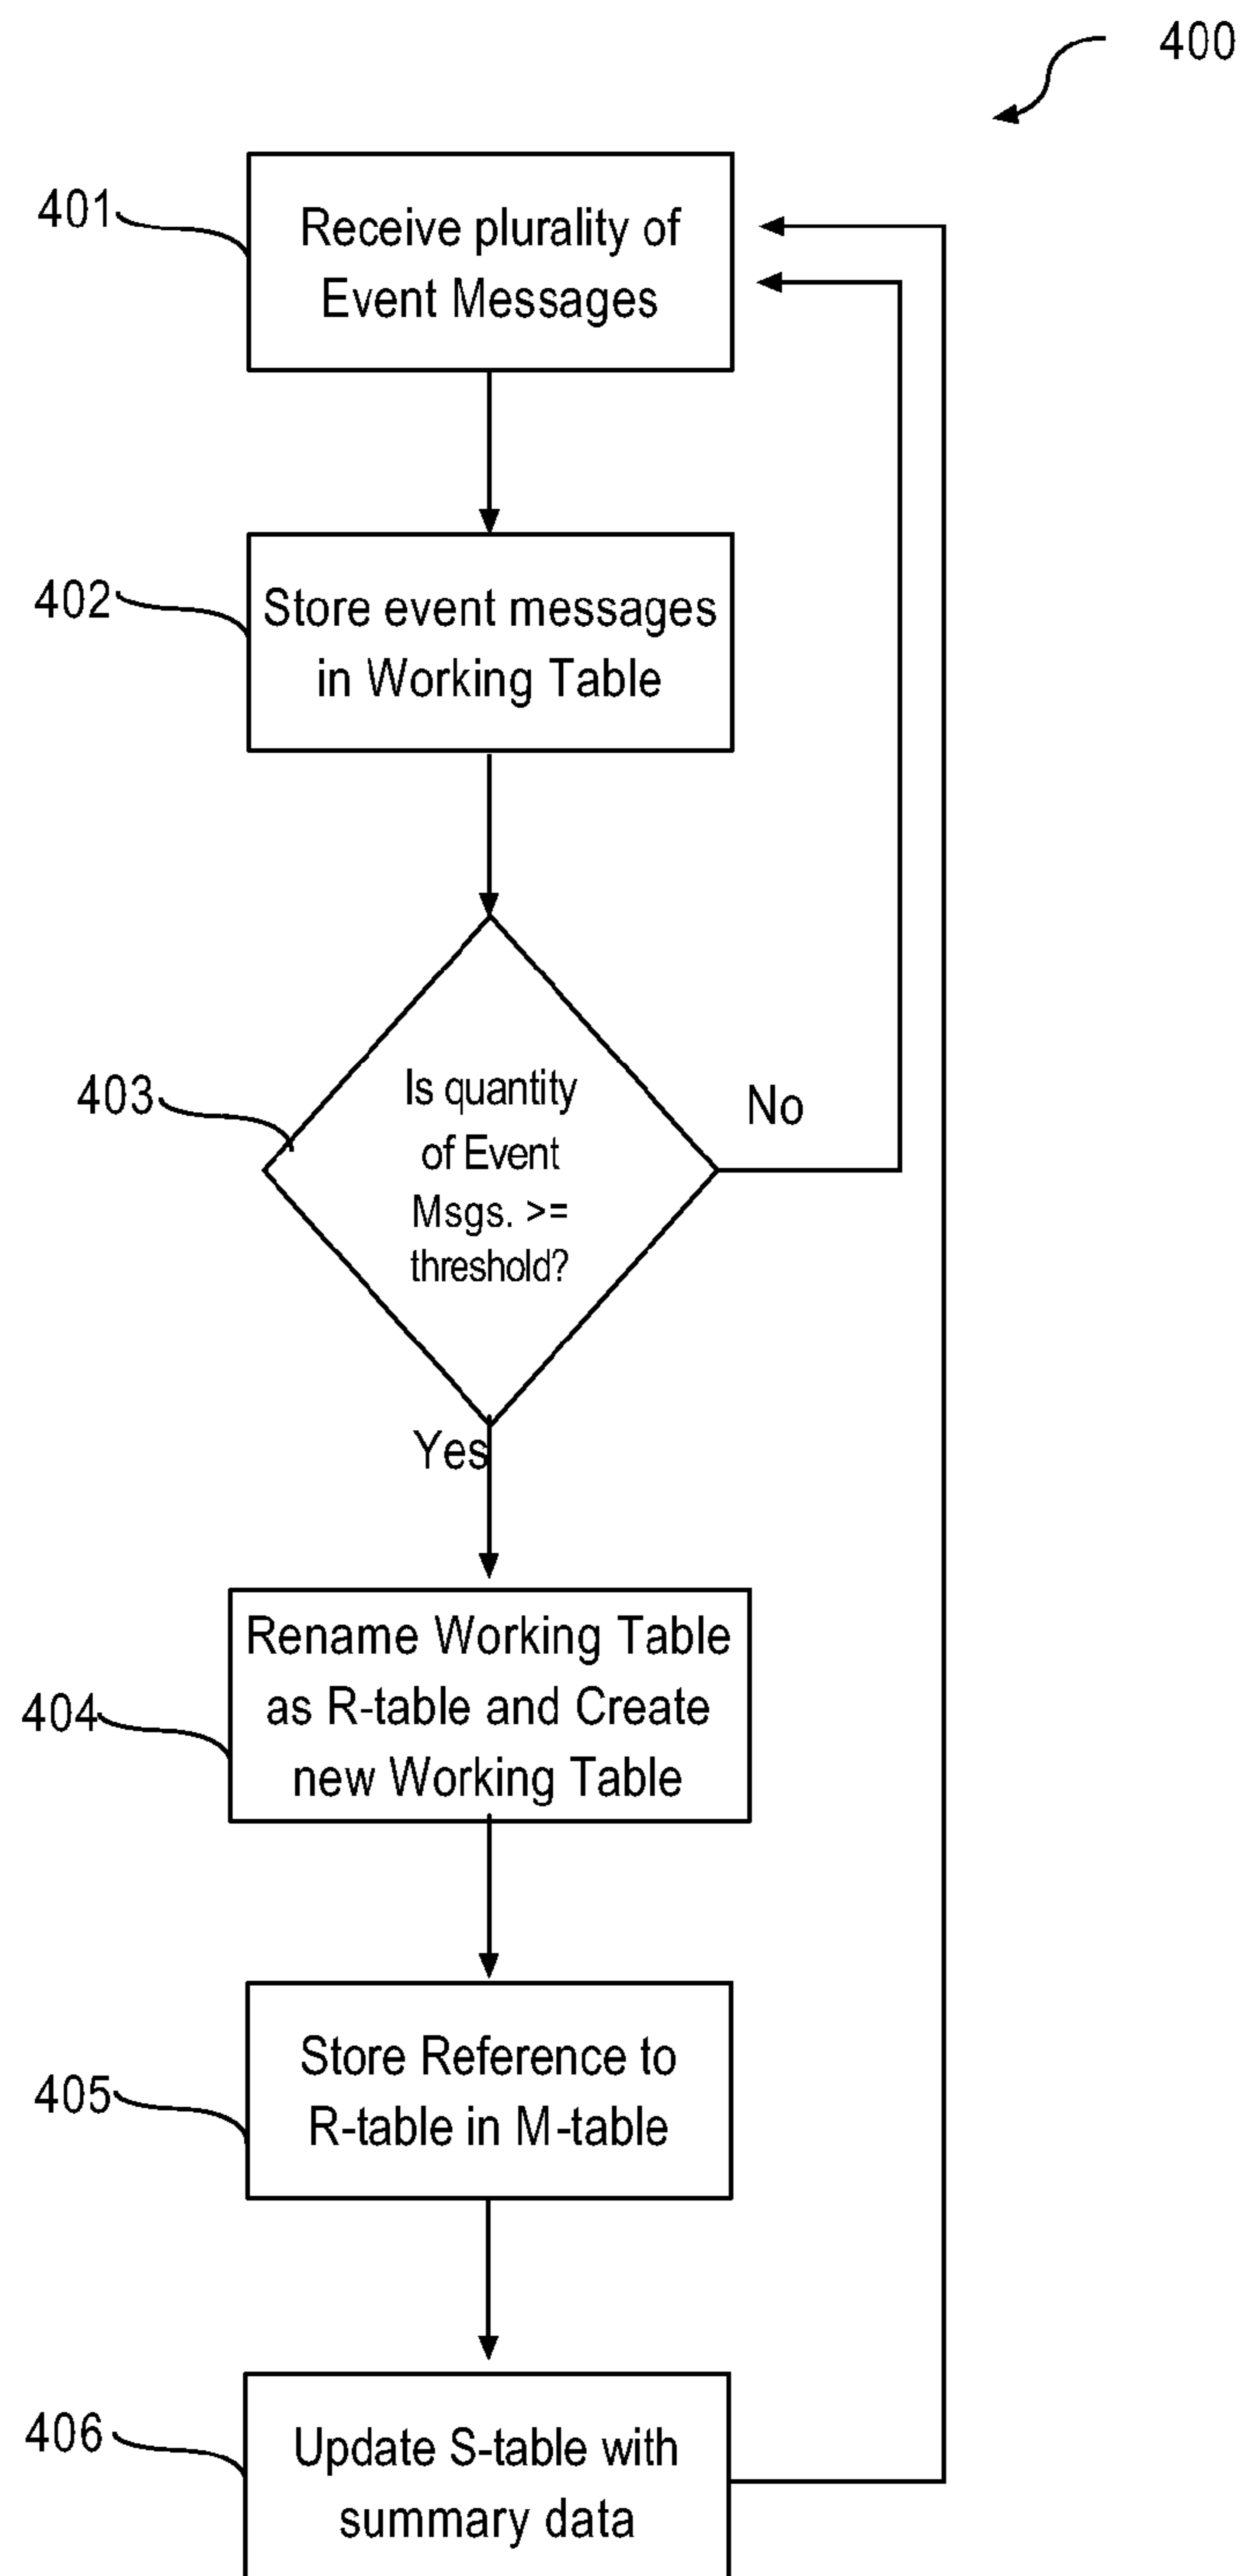 400
401
Receive plurality of
Event Messages
402
Store event messages
in Working Table
403
Is quantity
of Event
Msgs. >=
threshold?
No
Yes
404
Rename Working Table
as R-table and Create
new Working Table
405
Store Reference to
R-table in M-table
406
Update S-table with
summary data